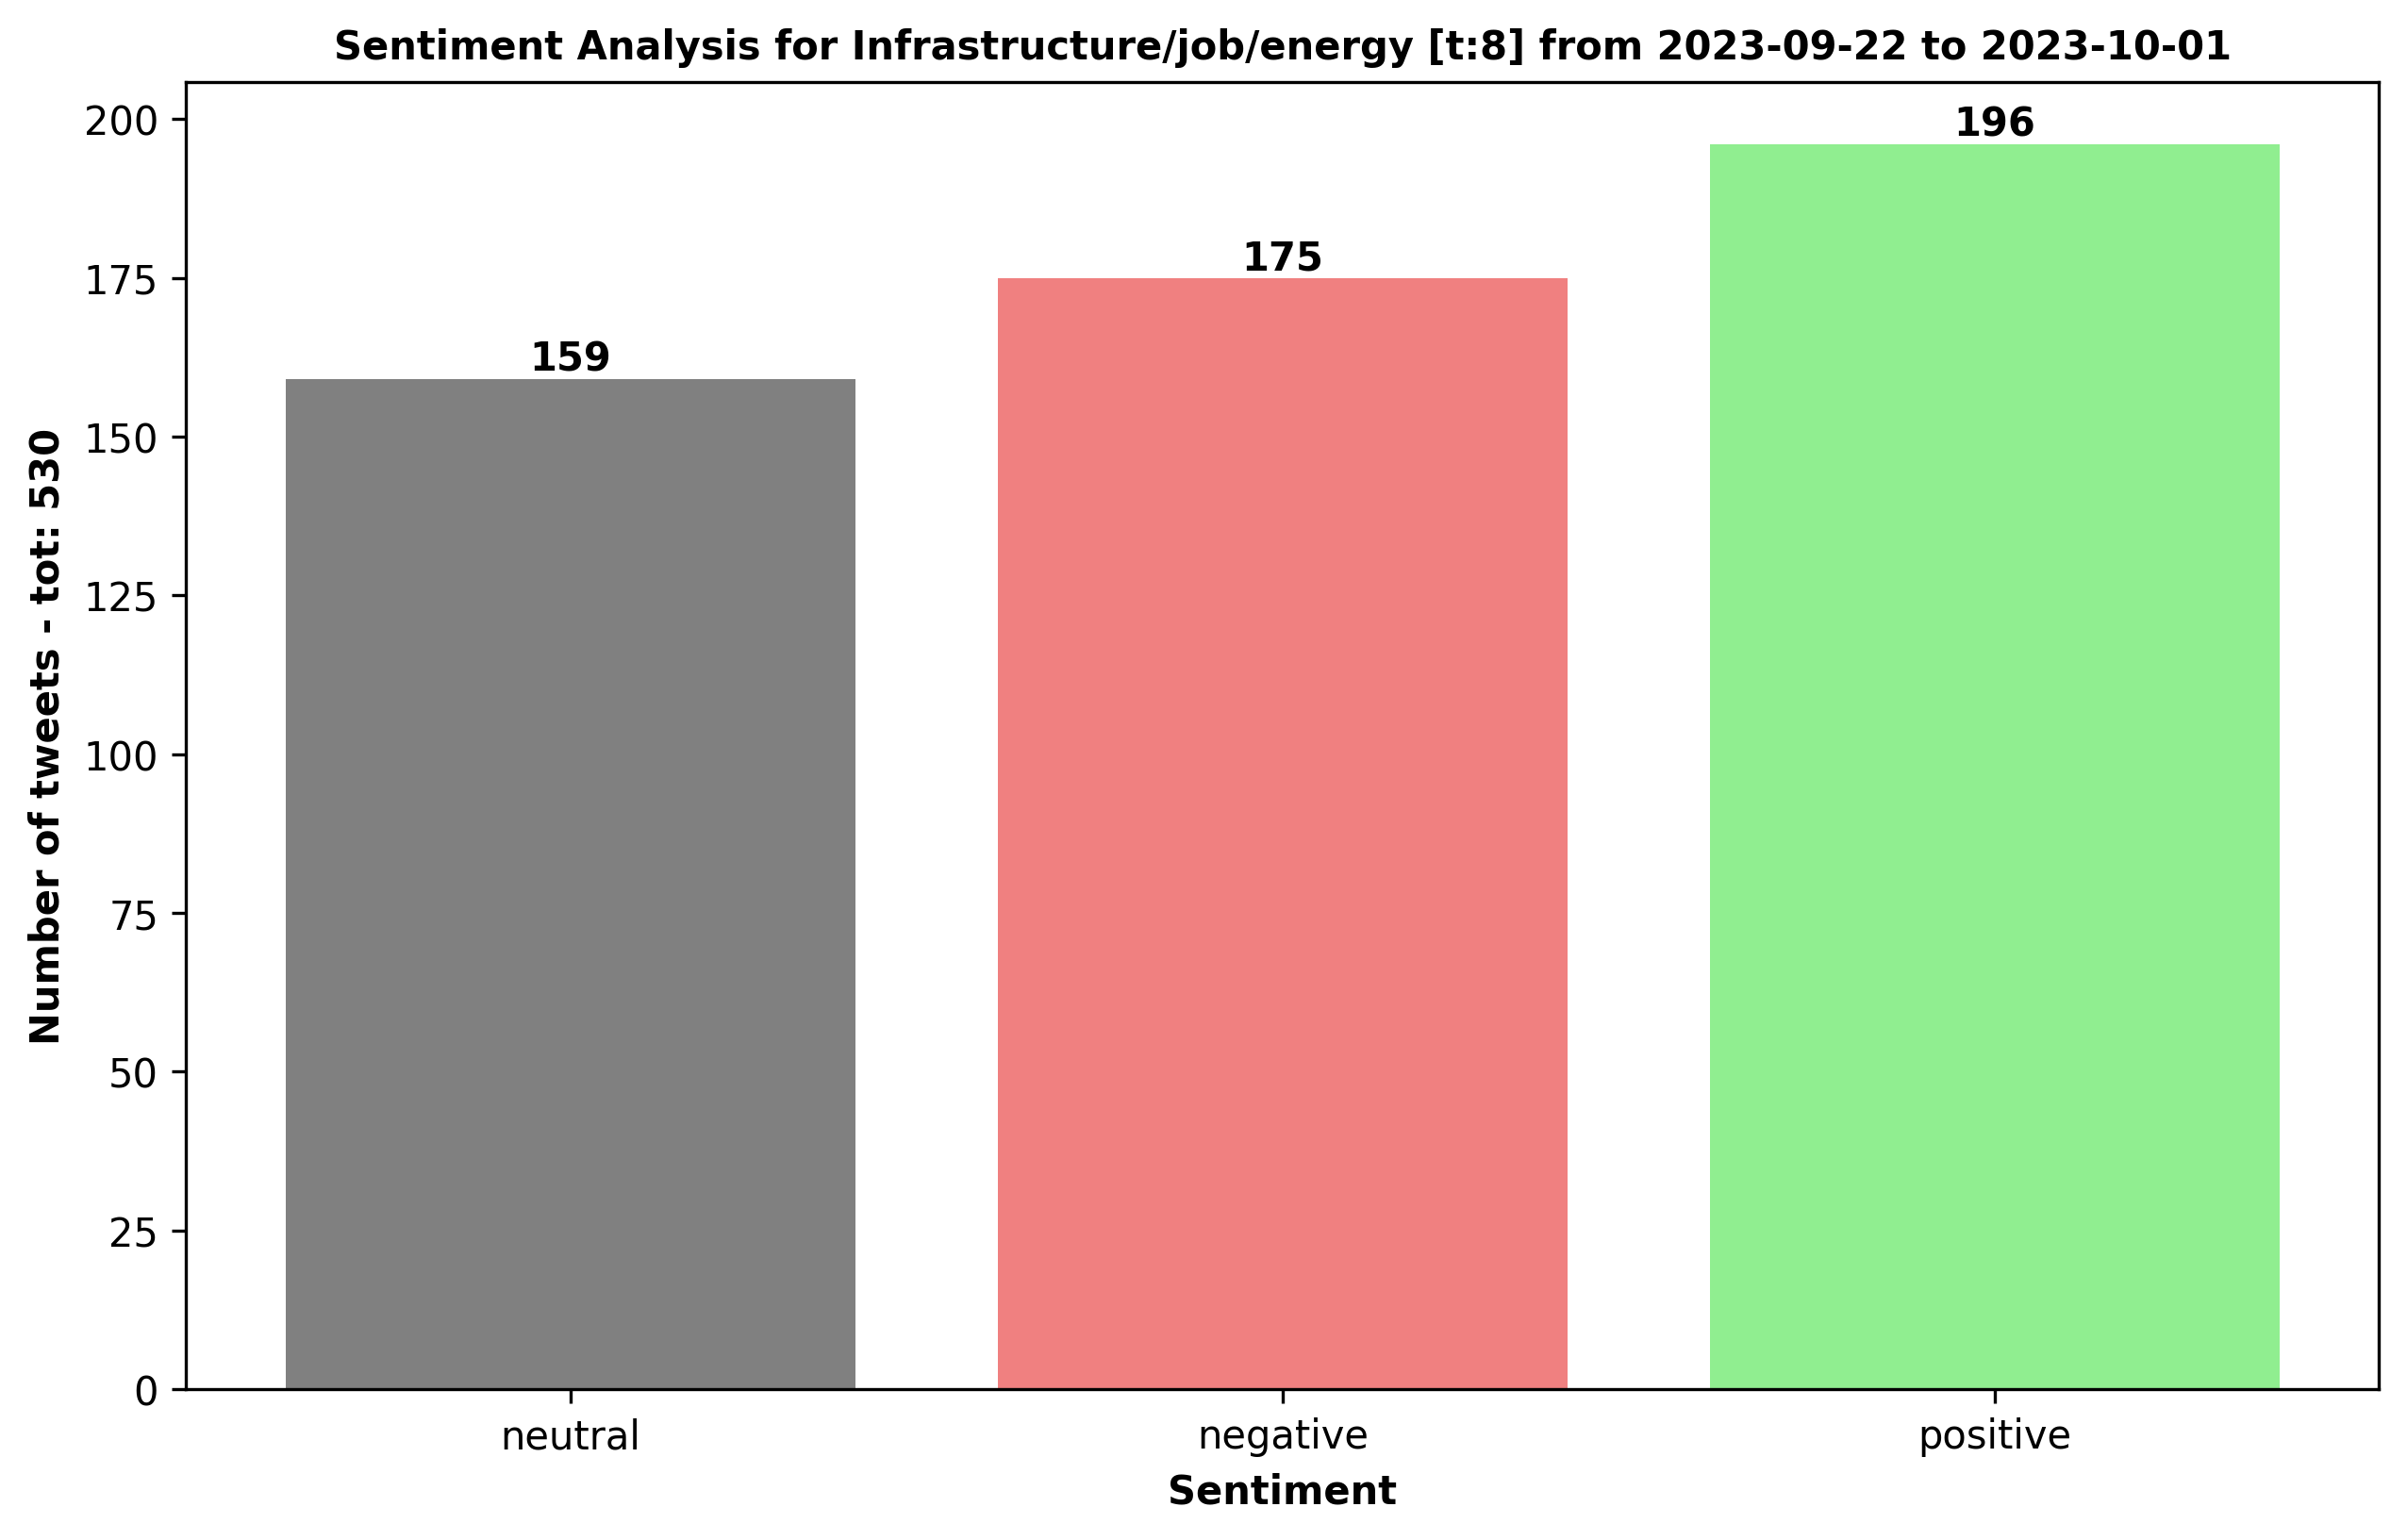 Sentiment Analysis for Infrastructure/job/energy [t:8] from 2023-09-22 to 2023-10-01
Number of tweets - tot: 530
200
175
150
125
100
75
50
25
0
159
175
196
neutral
negative
positive
Sentiment